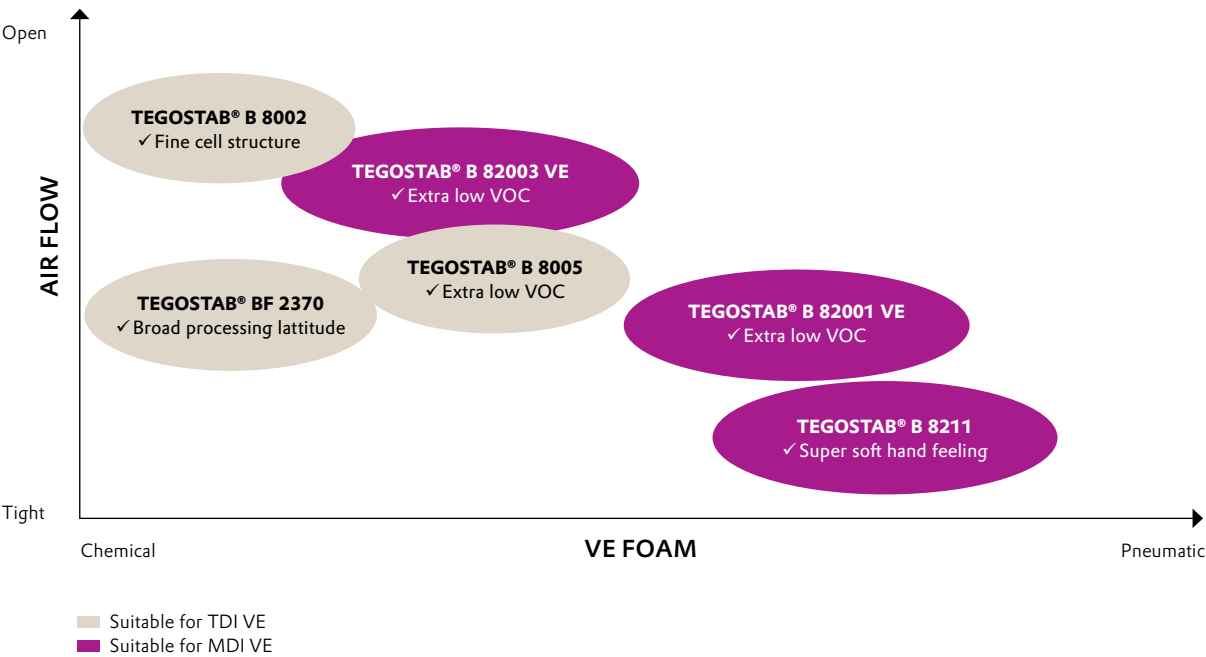 Open
TEGOSTAB® B 8002
✓ Fine cell structure
TEGOSTAB® B 82003 VE
✓ Extra low VOC
AIR FLOW
TEGOSTAB® B 8005
✓ Extra low VOC
TEGOSTAB® BF 2370
✓ Broad processing lattitude
TEGOSTAB® B 82001 VE
✓ Extra low VOC
TEGOSTAB® B 8211
✓ Super soft hand feeling
Tight
Chemical
VE FOAM
Pneumatic
Suitable for TDI VE
Suitable for MDI VE